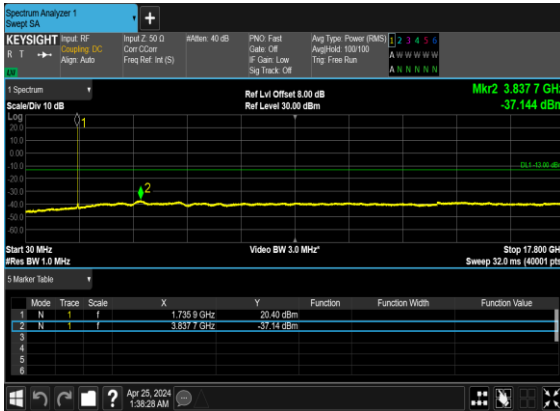 Spectrum Analyzer 1
Swept SA
+
KEYSIGHT Input: RF Input Z: 50 Ω #Atten: 40 dB PNO: Fast Avg Type: Power (RMS) 1 2 3 4 5 6
R T Coupling: DC Corr CCorr Gate: Off Avg|Hold: 100/100 A W W W W W
Align: Auto Freq Ref: Int (S) IF Gain: Low Trig: Free Run
Sig Track: Off A N N N N N
1 Spectrum Ref Lvl Offset 8.00 dB Mkr2 3.837 7 GHz
Scale/Div 10 dB Ref Level 30.00 dBm -37.144 dBm
Log
1
20.0
10.0
0.00
-10.0
DL1 -13.00 dBm
-20.0
-30.0
2
-40.0
-50.0
-60.0
Start 30 MHz Video BW 3.0 MHz* Stop 17.800 GHz
#Res BW 1.0 MHz Sweep 32.0 ms (40001 pts)
5 Marker Table
Mode Trace Scale X Y Function Function Width Function Value
1 N 1 f 1.735 9 GHz 20.40 dBm
2 N 1 f 3.837 7 GHz -37.14 dBm
3
4
5
6
? Apr 25, 2024
1:38:28 AM